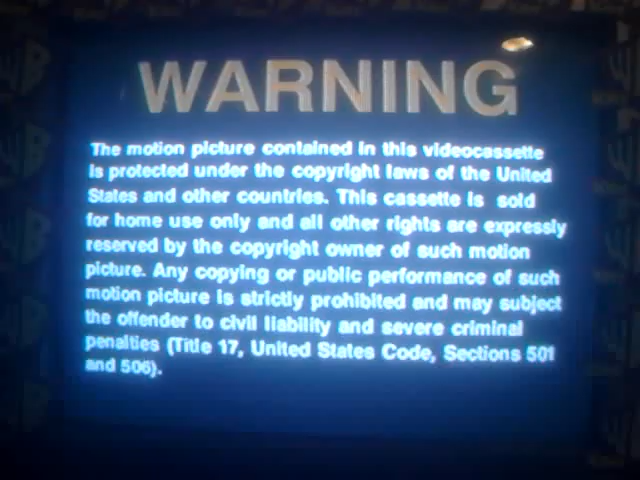 WARNING
The motion picture contained in this videocassette
is protected under the copyright laws of the United
States and other countries. This cassette is sold
for home use only and all other rights are expressly
reserved by the copyright owner of such motion
picture. Any copying or public performance of such
motion picture is strictly prohibited and may subject
the offender to civil liability and severe criminal
penalties (Title 17, United States Code, Sections 501
and 506).